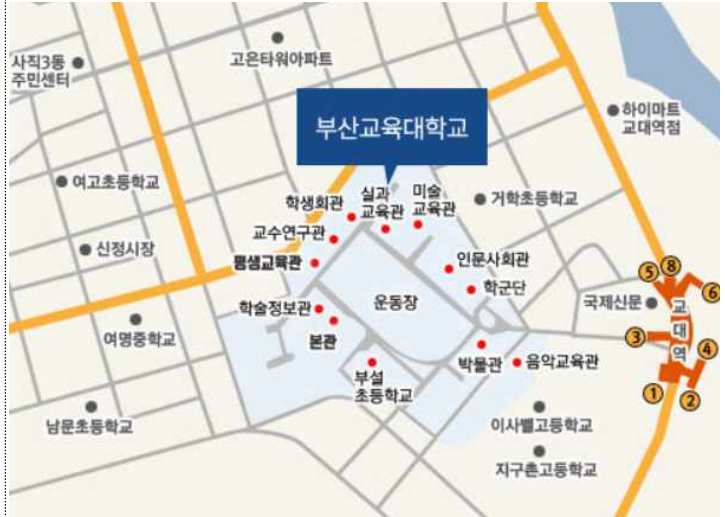 사직3동
주민센터
고은타워아파트
하이마트
교대역점
부산교육대학교
여고초등학교
신정시장
학생회관
실과
교육관
미술
교육관
거학초등학교
교수연구관
평생교육관
인문사회관
학군단
학술정보관
운동장
본관
여명중학교
남문초등학교
부설
초등학교
박물관
음악교육관
이사벨고등학교
지구촌고등학교
국제신문
교
대
역
5
8
6
3
4
1
2